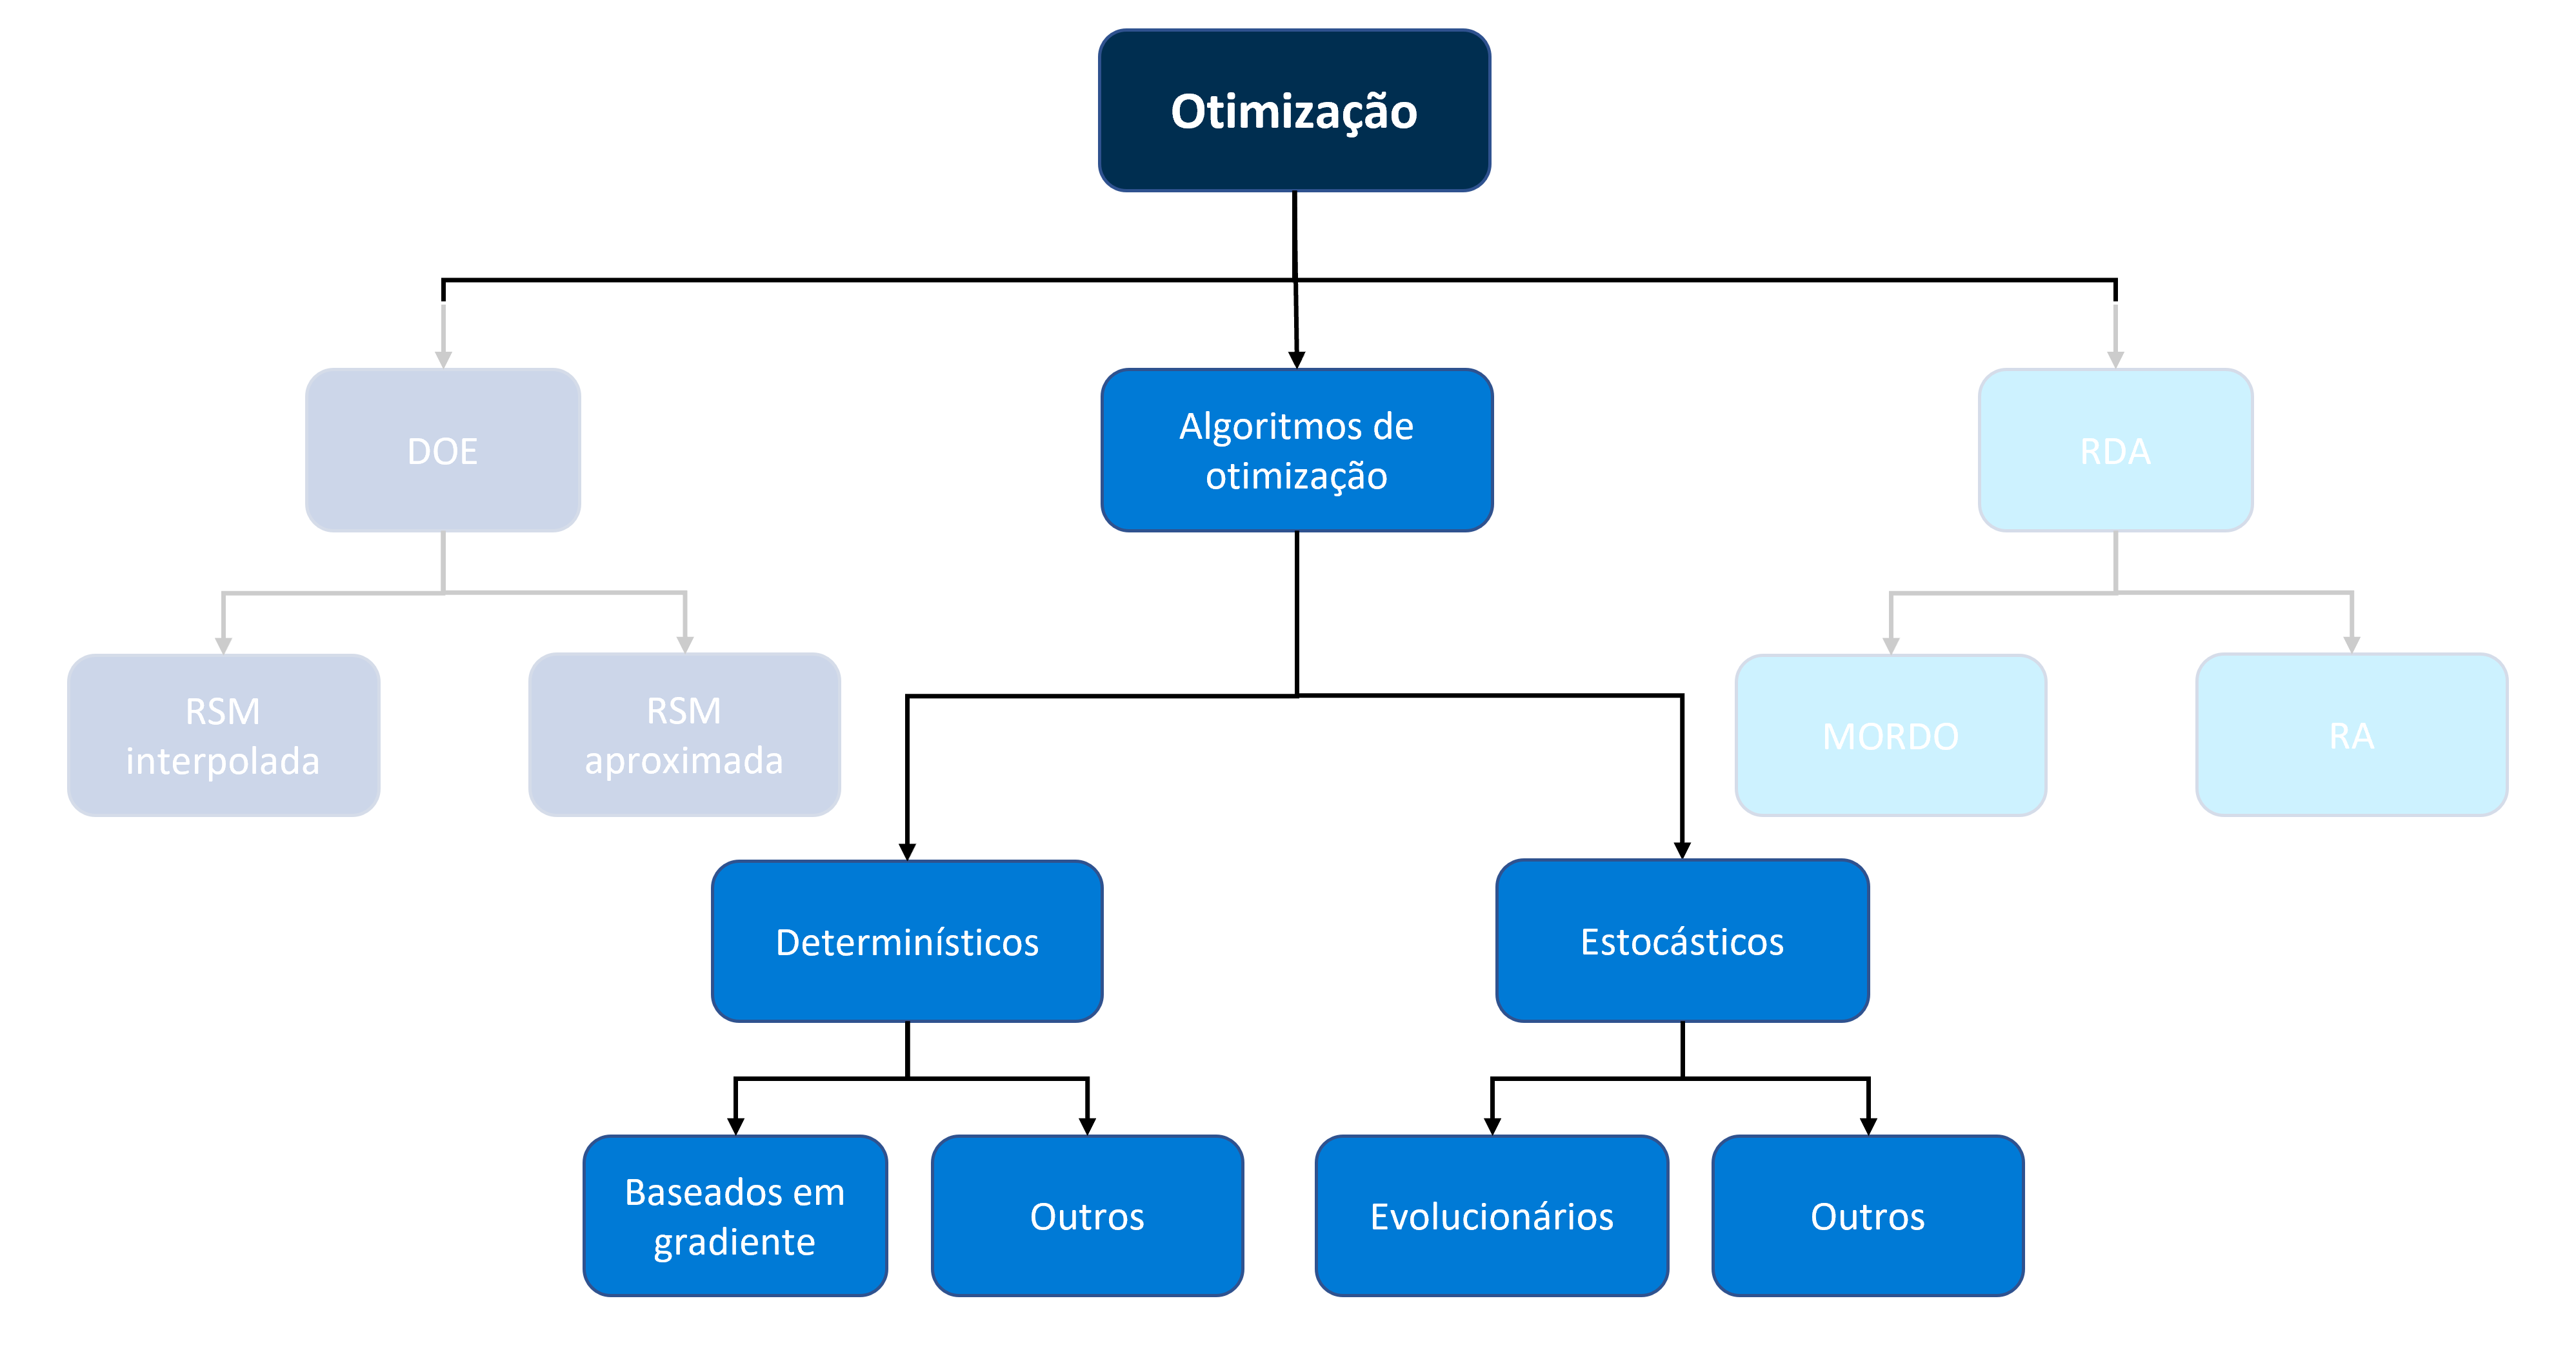 Otimização
DOE
Algoritmos de
otimização
RDA
RSM
interpolada
RSM
aproximada
MORDO
RA
Determinísticos
Estocásticos
Baseados em
gradiente
Outros
Evolucionários
Outros